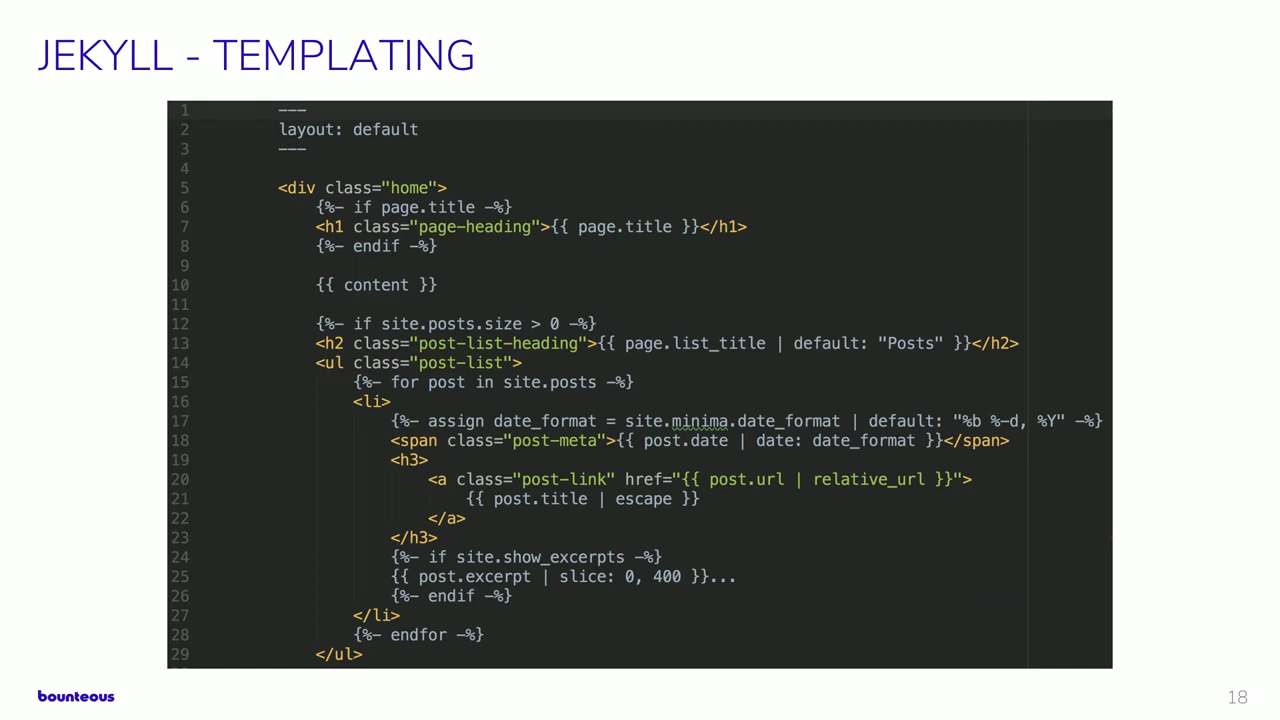 JEKYLL - TEMPLATING
1 ---
2 layout: default
3 ---
4
5 <div class="home">
6 {%- if page.title -%}
7 <h1 class="page-heading">{{ page.title }}</h1>
8 {%- endif -%}
9
10 {{ content }}
11
12 {%- if site.posts.size > 0 -%}
13 <h2 class="post-list-heading">{{ page.list_title | default: "Posts" }}</h2>
14 <ul class="post-list">
15 {%- for post in site.posts -%}
16 <li>
17 {%- assign date_format = site.minima.date_format | default: "%b %-d, %Y" -%}
18 <span class="post-meta">{{ post.date | date: date_format }}</span>
19 <h3>
20 <a class="post-link" href="{{ post.url | relative_url }}">
21 {{ post.title | escape }}
22 </a>
23 </h3>
24 {%- if site.show_excerpts -%}
25 {{ post.excerpt | slice: 0, 400 }}...
26 {%- endif -%}
27 </li>
28 {%- endfor -%}
29 </ul>
bounteous
18